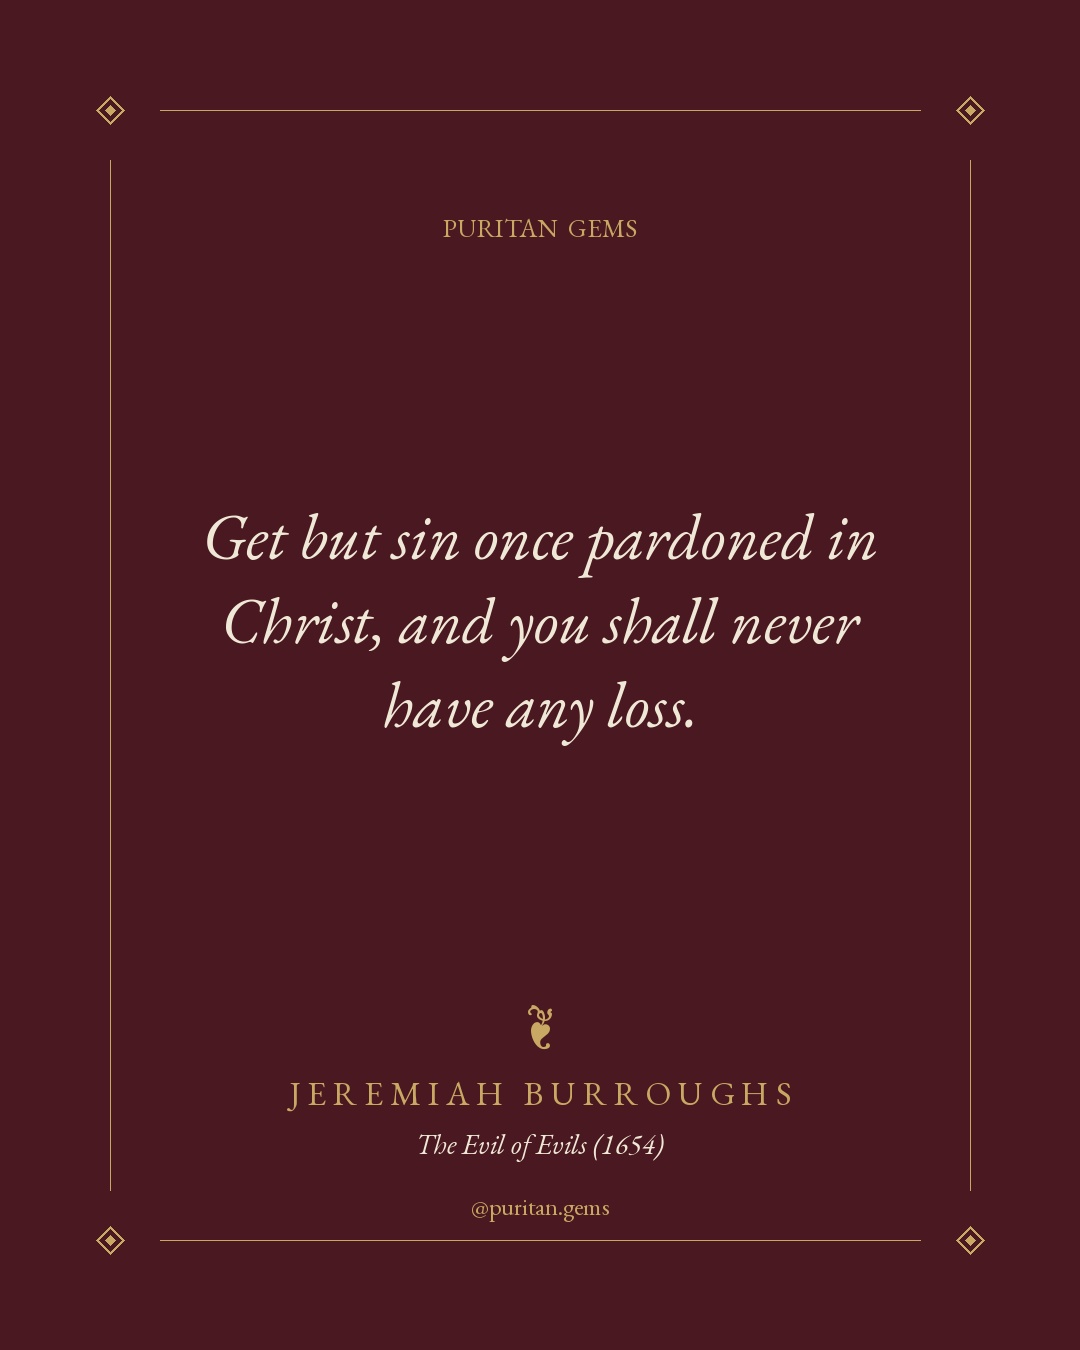 PURITAN GEMS
Get but sin once pardoned in
Christ, and you shall never
have any loss.
JEREMIAH BURROUGHS
The Evil of Evils (1654)
@puritan.gems